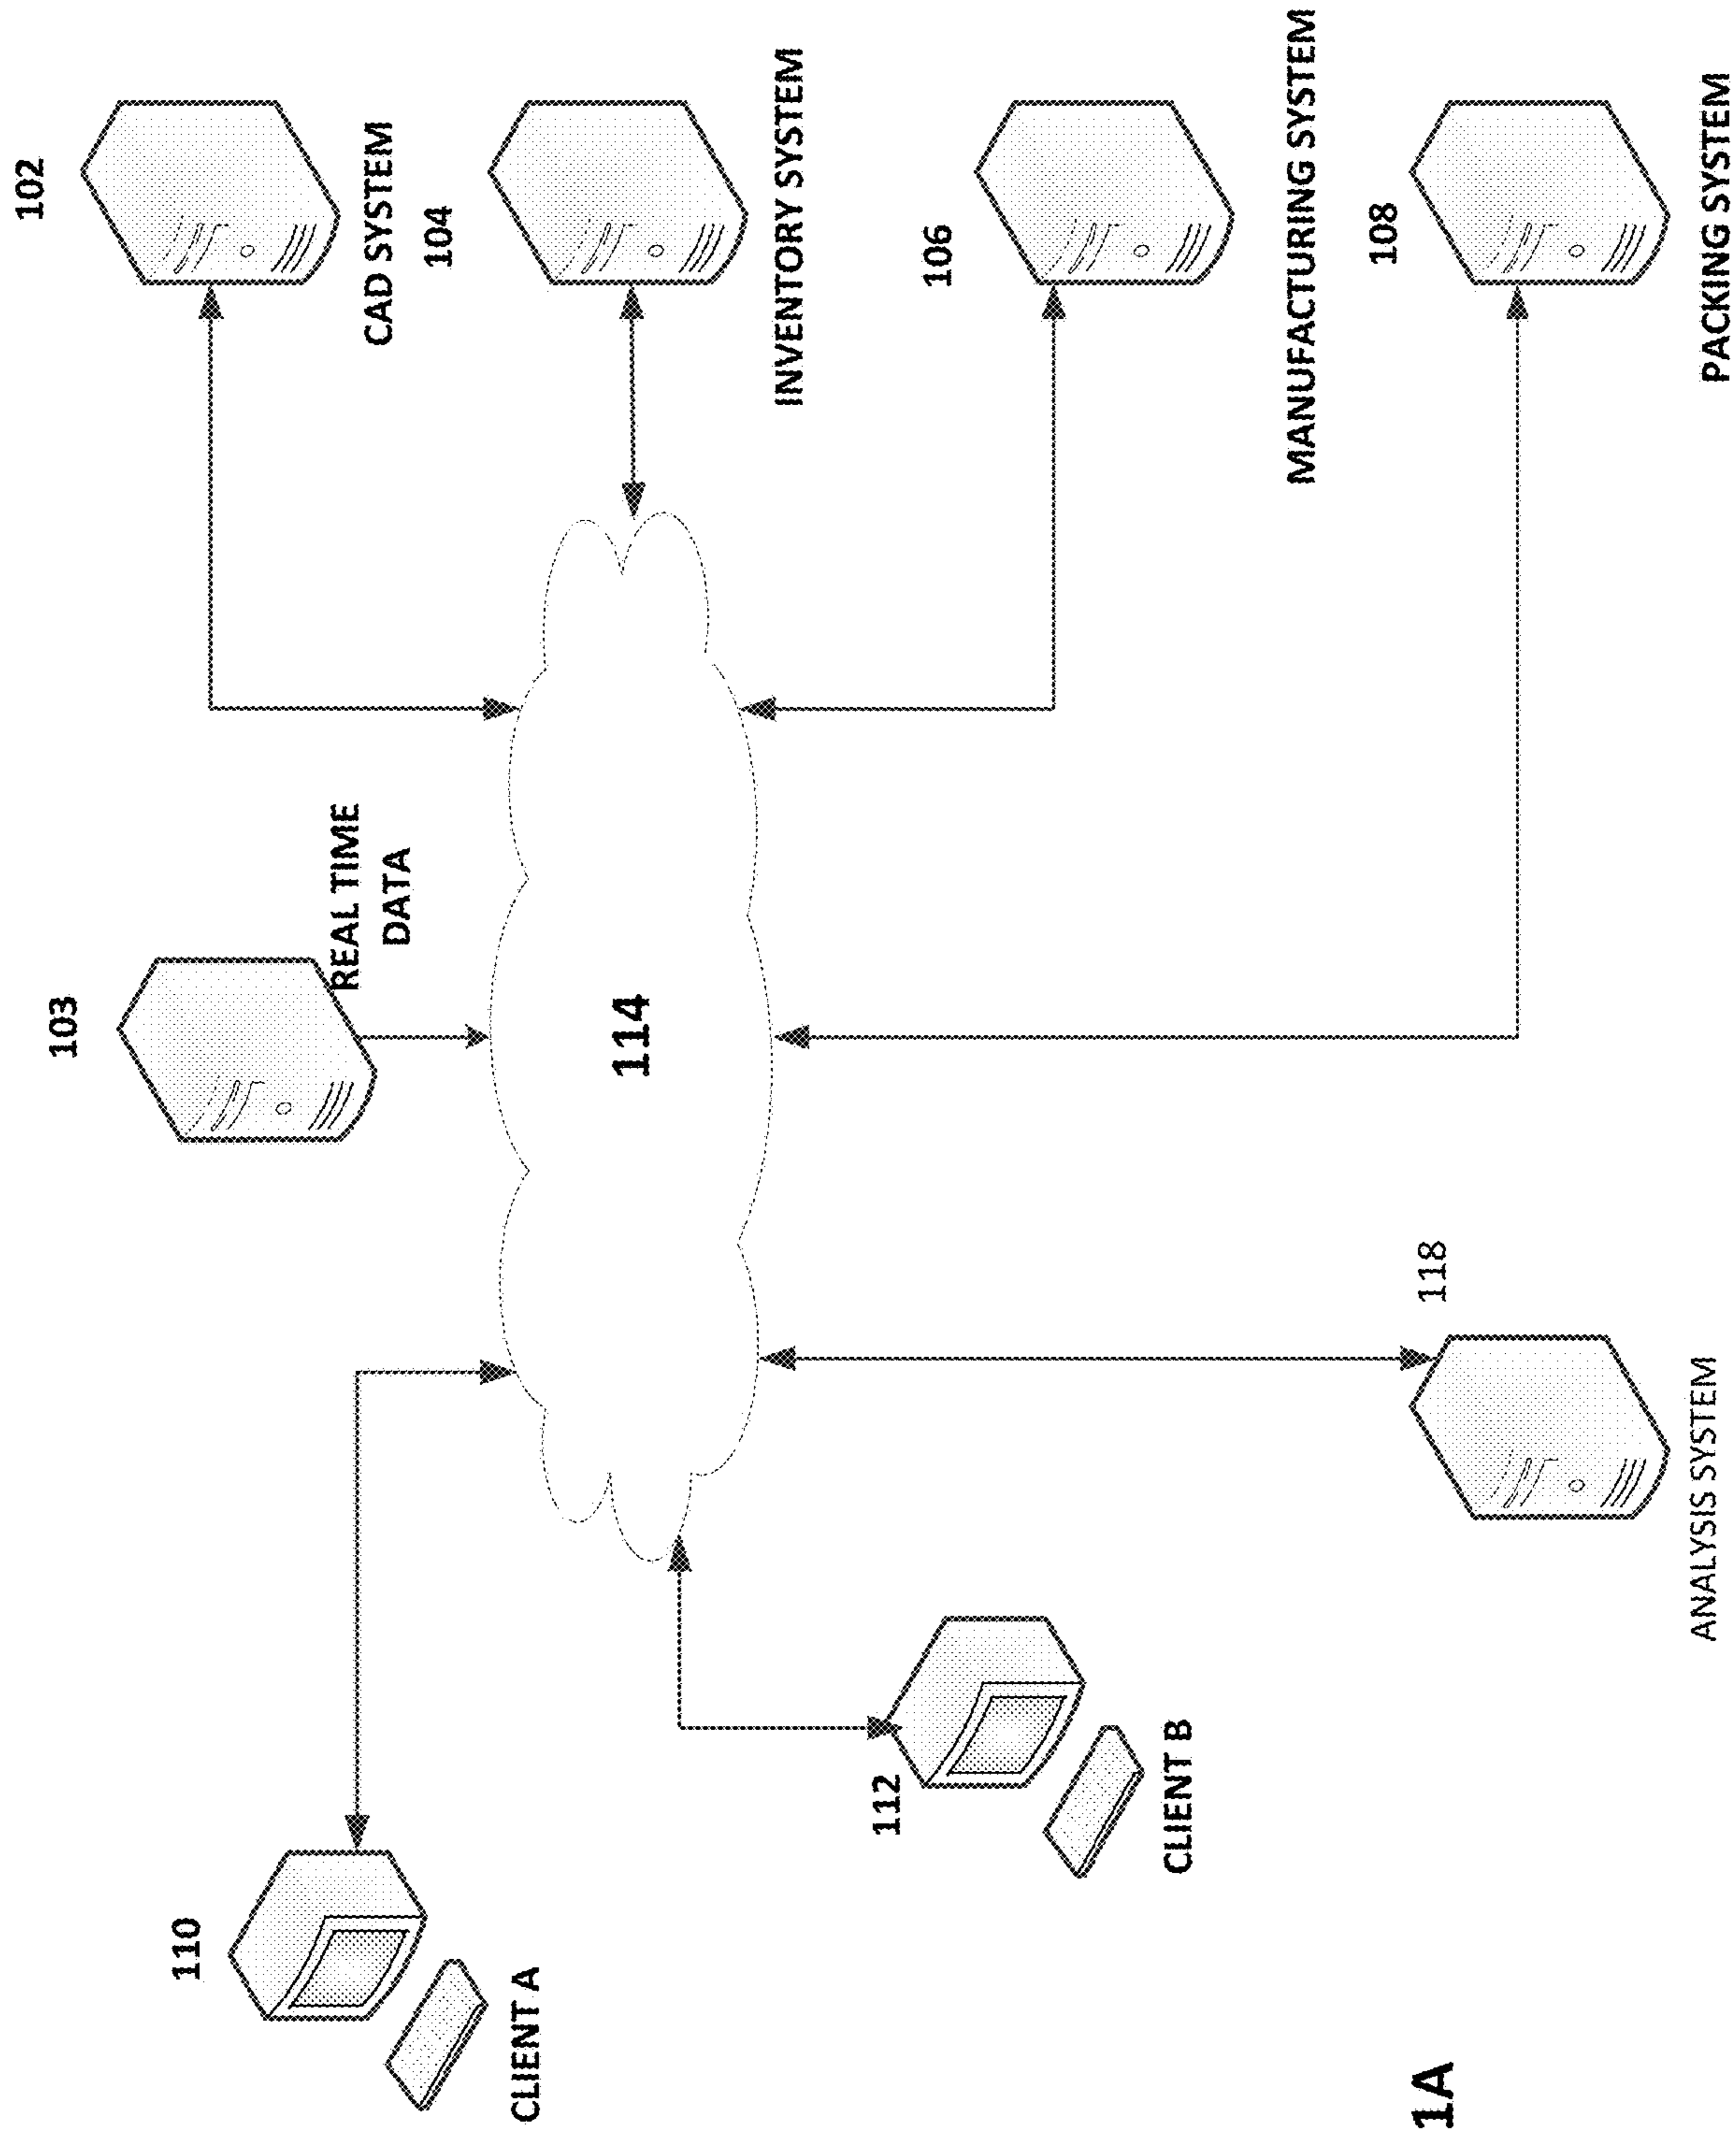 110
CLIENT A
112
CLIENT B
103
REAL TIME
DATA
114
102
CAD SYSTEM
104
INVENTORY SYSTEM
106
MANUFACTURING SYSTEM
108
PACKING SYSTEM
118
ANALYSIS SYSTEM
1A